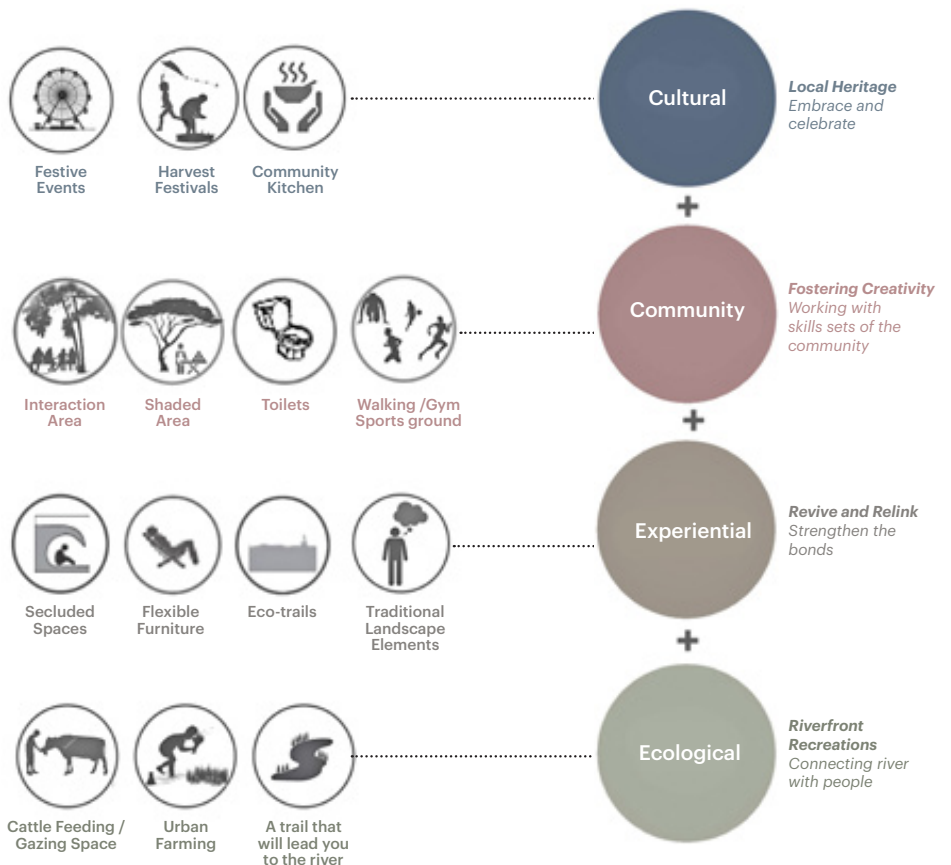 Festive
Events
Harvest
Festivals
Community
Kitchen
Cultural
Local Heritage
Embrace and
celebrate
+
Interaction
Area
Shaded
Area
Toilets
Walking /Gym
Sports ground
Community
Fostering Creativity
Working with
skills sets of the
community
+
Secluded
Spaces
Flexible
Furniture
Eco-trails
Traditional
Landscape
Elements
Experiential
Revive and Relink
Strengthen the
bonds
+
Cattle Feeding /
Gazing Space
Urban
Farming
A trail that
will lead you
to the river
Ecological
Riverfront
Recreations
Connecting river
with people